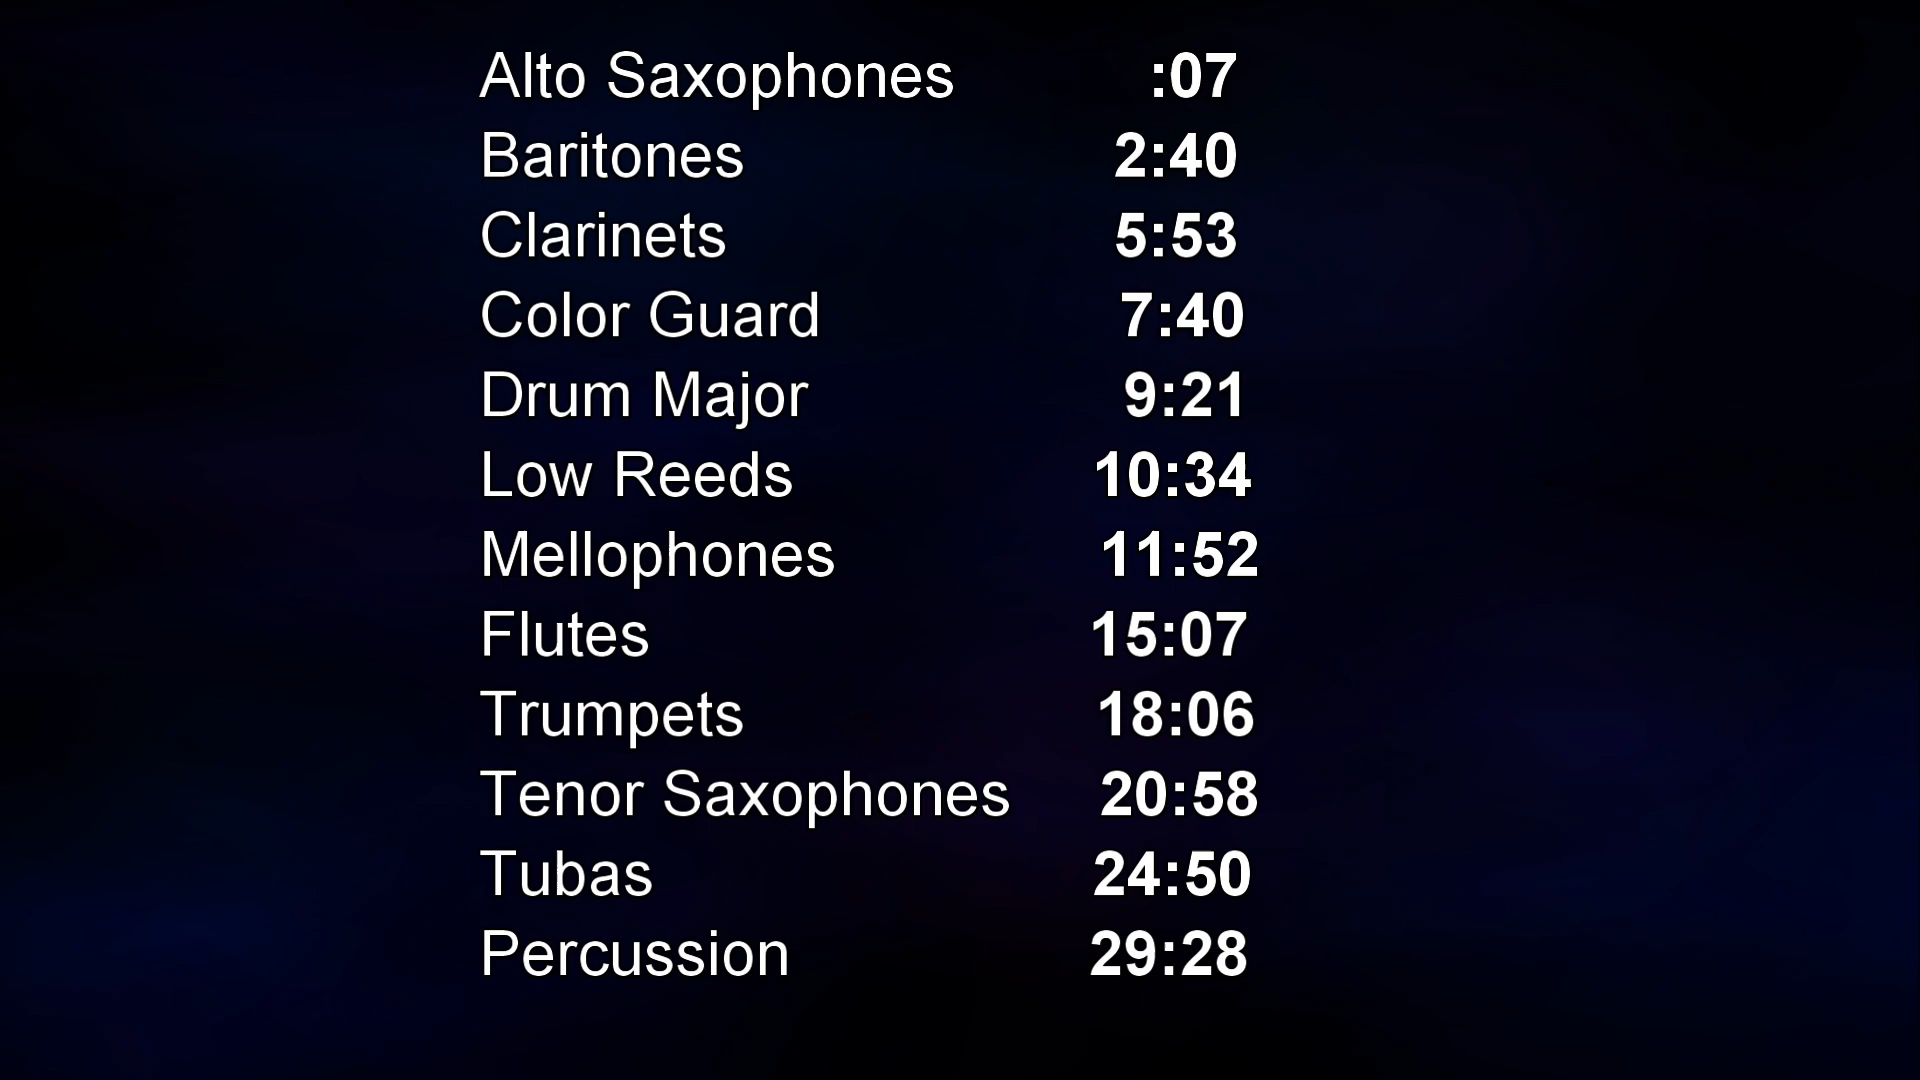 Alto Saxophones :07
Baritones 2:40
Clarinets 5:53
Color Guard 7:40
Drum Major 9:21
Low Reeds 10:34
Mellophones 11:52
Flutes 15:07
Trumpets 18:06
Tenor Saxophones 20:58
Tubas 24:50
Percussion 29:28